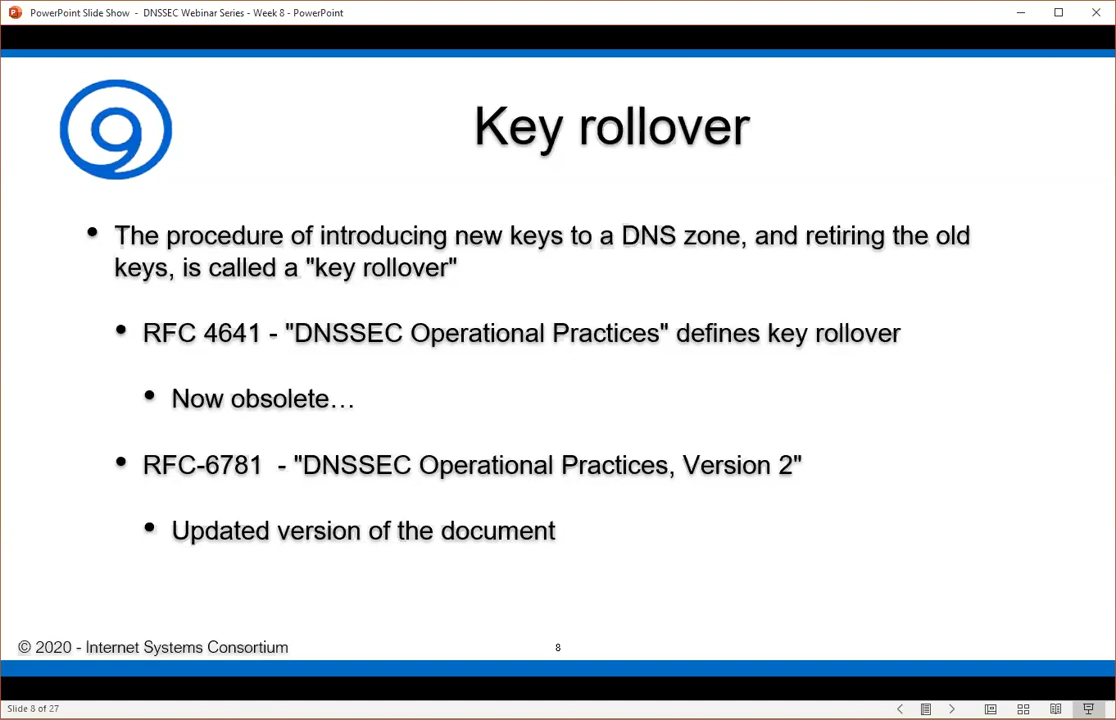 PowerPoint Slide Show - DNSSEC Webinar Series - Week 8 - PowerPoint
Key rollover
• The procedure of introducing new keys to a DNS zone, and retiring the old
keys, is called a "key rollover"
• RFC 4641 - "DNSSEC Operational Practices" defines key rollover
• Now obsolete…
• RFC-6781 - "DNSSEC Operational Practices, Version 2"
• Updated version of the document
© 2020 - Internet Systems Consortium
8
Slide 8 of 27